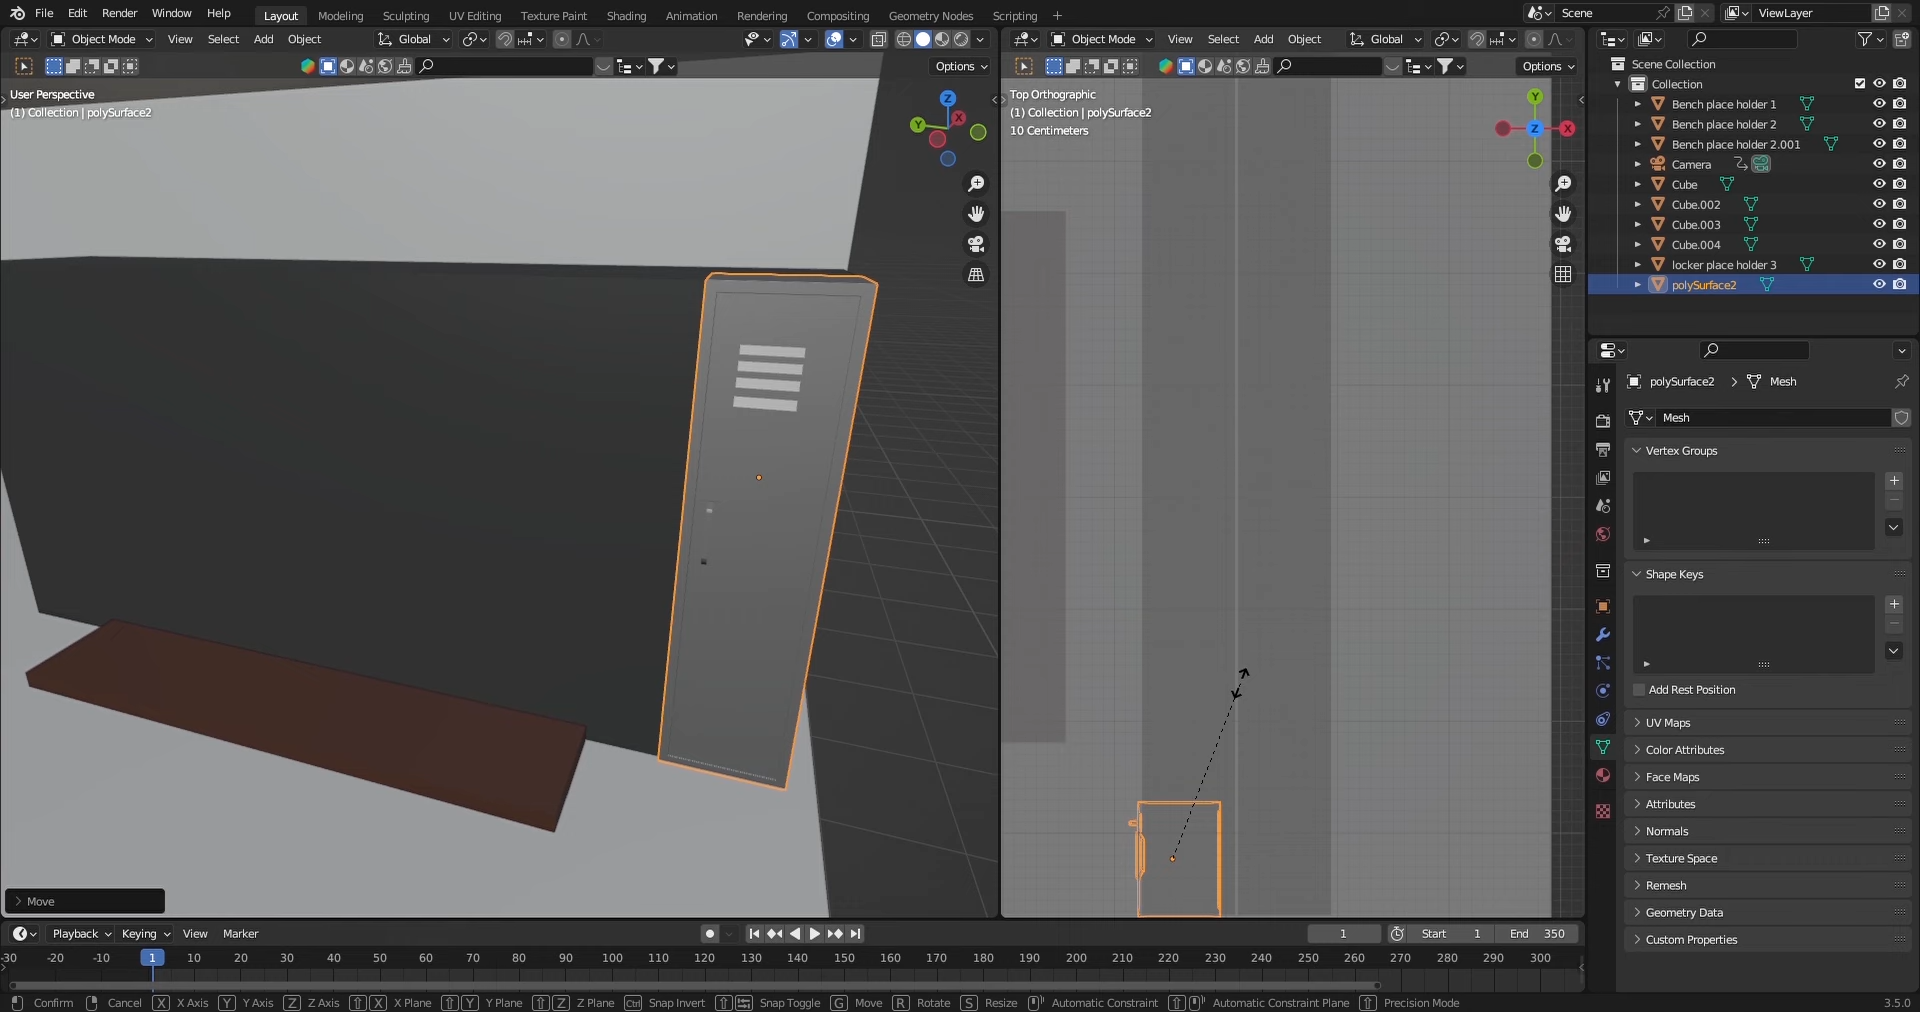 File Edit Render Window Help Layout Modeling Sculpting UV Editing Texture Paint Shading Animation Rendering Compositing Geometry Nodes Scripting + Scene ViewLayer
Object Mode View Select Add Object Global Object Mode View Select Add Object Global
Options Options
User Perspective
(1) Collection | polySurface2
Z
Y
X
Top Orthographic
(1) Collection | polySurface2
10 Centimeters
Y
Z
X
Scene Collection
Collection
Bench place holder 1
Bench place holder 2
Bench place holder 2.001
Camera
Cube
Cube.002
Cube.003
Cube.004
locker place holder 3
polySurface2
polySurface2 > Mesh
Mesh
Vertex Groups
Shape Keys
Add Rest Position
UV Maps
Color Attributes
Face Maps
Attributes
Normals
Texture Space
Remesh
Geometry Data
Custom Properties
Move
Playback Keying View Marker 1 Start 1 End 350
-30 -20 -10 1 10 20 30 40 50 60 70 80 90 100 110 120 130 140 150 160 170 180 190 200 210 220 230 240 250 260 270 280 290 300
Confirm Cancel X X Axis Y Y Axis Z Z Axis X X Plane Y Y Plane Z Z Plane Ctrl Snap Invert Snap Toggle G Move R Rotate S Resize Automatic Constraint Automatic Constraint Plane Precision Mode 3.5.0